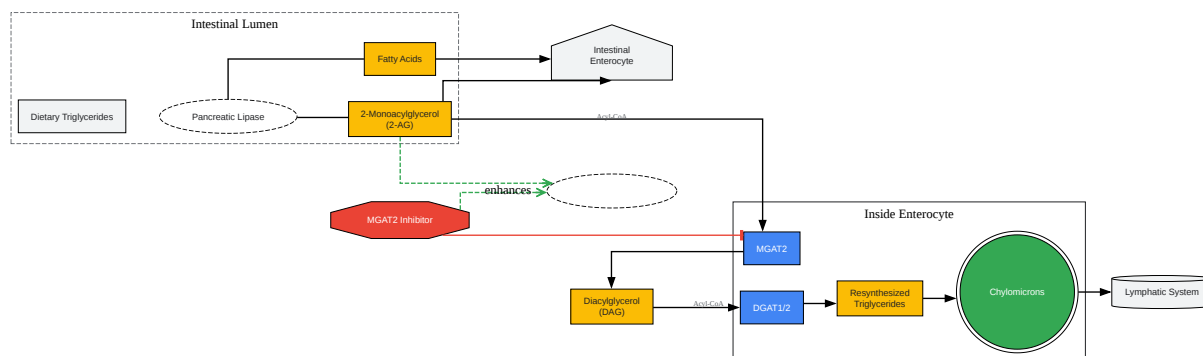 Intestinal Lumen
Fatty Acids
Intestinal
Enterocyte
Dietary Triglycerides
Pancreatic Lipase
2-Monoacylglycerol
(2-AG)
Acyl-CoA
enhances
MGAT2 Inhibitor
Inside Enterocyte
MGAT2
Diacylglycerol
(DAG)
Acyl-CoA
DGAT1/2
Resynthesized
Triglycerides
Chylomicrons
Lymphatic System